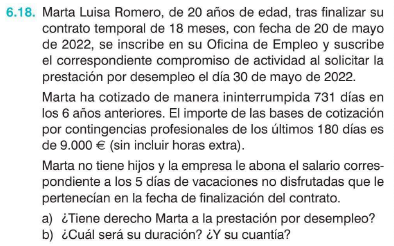 6.18. Marta Luisa Romero, de 20 años de edad, tras finalizar su
contrato temporal de 18 meses, con fecha de 20 de mayo
de 2022, se inscribe en su Oficina de Empleo y suscribe
el correspondiente compromiso de actividad al solicitar la
prestación por desempleo el día 30 de mayo de 2022.
Marta ha cotizado de manera ininterrumpida 731 días en
los 6 años anteriores. El importe de las bases de cotización
por contingencias profesionales de los últimos 180 días es
de 9.000 € (sin incluir horas extra).
Marta no tiene hijos y la empresa le abona el salario corres-
pondiente a los 5 días de vacaciones no disfrutadas que le
pertenecían en la fecha de finalización del contrato.
a) ¿Tiene derecho Marta a la prestación por desempleo?
b) ¿Cuál será su duración? ¿Y su cuantía?